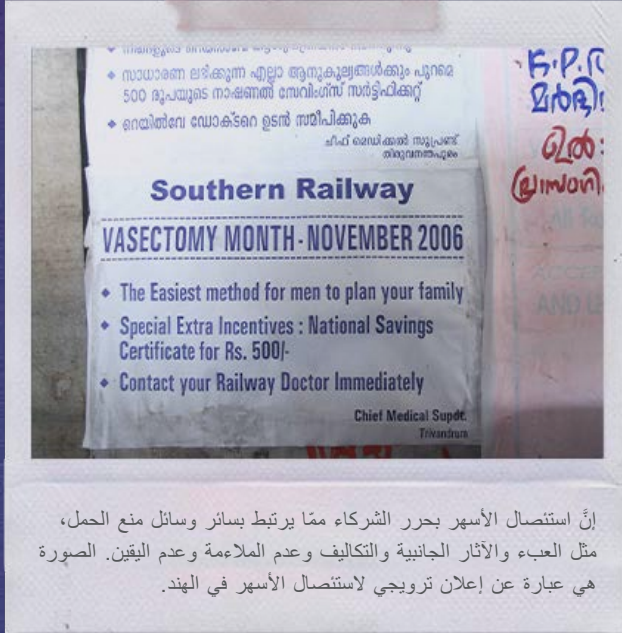 സാധാരണ ലഭിക്കുന്ന എല്ലാ ആനുകൂല്യങ്ങൾക്കും പുറമെ
500 രൂപയുടെ നാഷണൽ സേവിംഗ്സ് സർട്ടിഫിക്കറ്റ്
റെയിൽവേ ഡോക്ടറെ ഉടൻ സമീപിക്കുക
ചീഫ് മെഡിക്കൽ സൂപ്രണ്ട്
തിരുവനന്തപുരം
Southern Railway
VASECTOMY MONTH-NOVEMBER 2006
The Easiest method for men to plan your family
Special Extra Incentives : National Savings
Certificate for Rs. 500/-
Contact your Railway Doctor Immediately
Chief Medical Supdt.
Trivandrum
إنَّ استئصال الأسهر يحرر الشركاء ممّا يرتبط بسائر وسائل منع الحمل،
مثل العبء والآثار الجانبية والتكاليف وعدم الملاءمة وعدم اليقين. الصورة
هي عبارة عن إعلان ترويجي لاستئصال الأسهر في الهند.